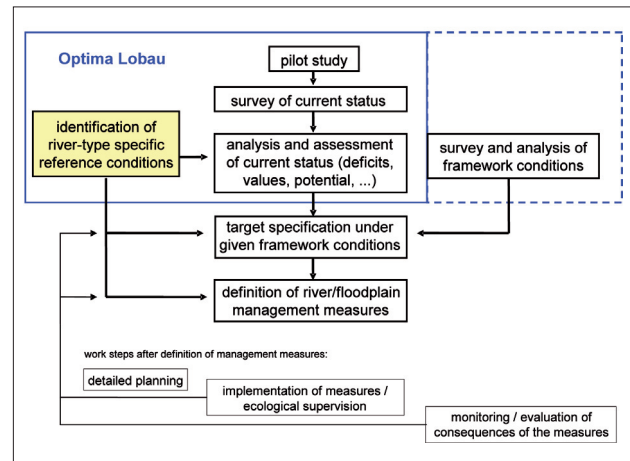 Optima Lobau
pilot study
survey of current status
identification of
river-type specific
reference conditions
analysis and assessment
of current status (deficits,
values, potential, ...)
survey and analysis of
framework conditions
target specification under
given framework conditions
definition of river/floodplain
management measures
work steps after definition of management measures:
detailed planning
implementation of measures /
ecological supervision
monitoring / evaluation of
consequences of the measures